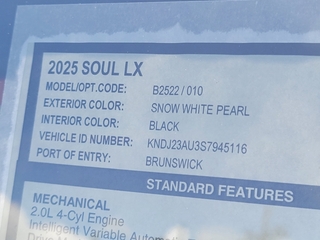 2025 SOUL LX
MODEL/OPT.CODE: B2522 / 010
EXTERIOR COLOR: SNOW WHITE PEARL
INTERIOR COLOR: BLACK
VEHICLE ID NUMBER: KNDJ23AU3S7945116
PORT OF ENTRY: BRUNSWICK
STANDARD FEATURES
MECHANICAL
2.0L 4-Cyl Engine
Intelligent Variable Automatic